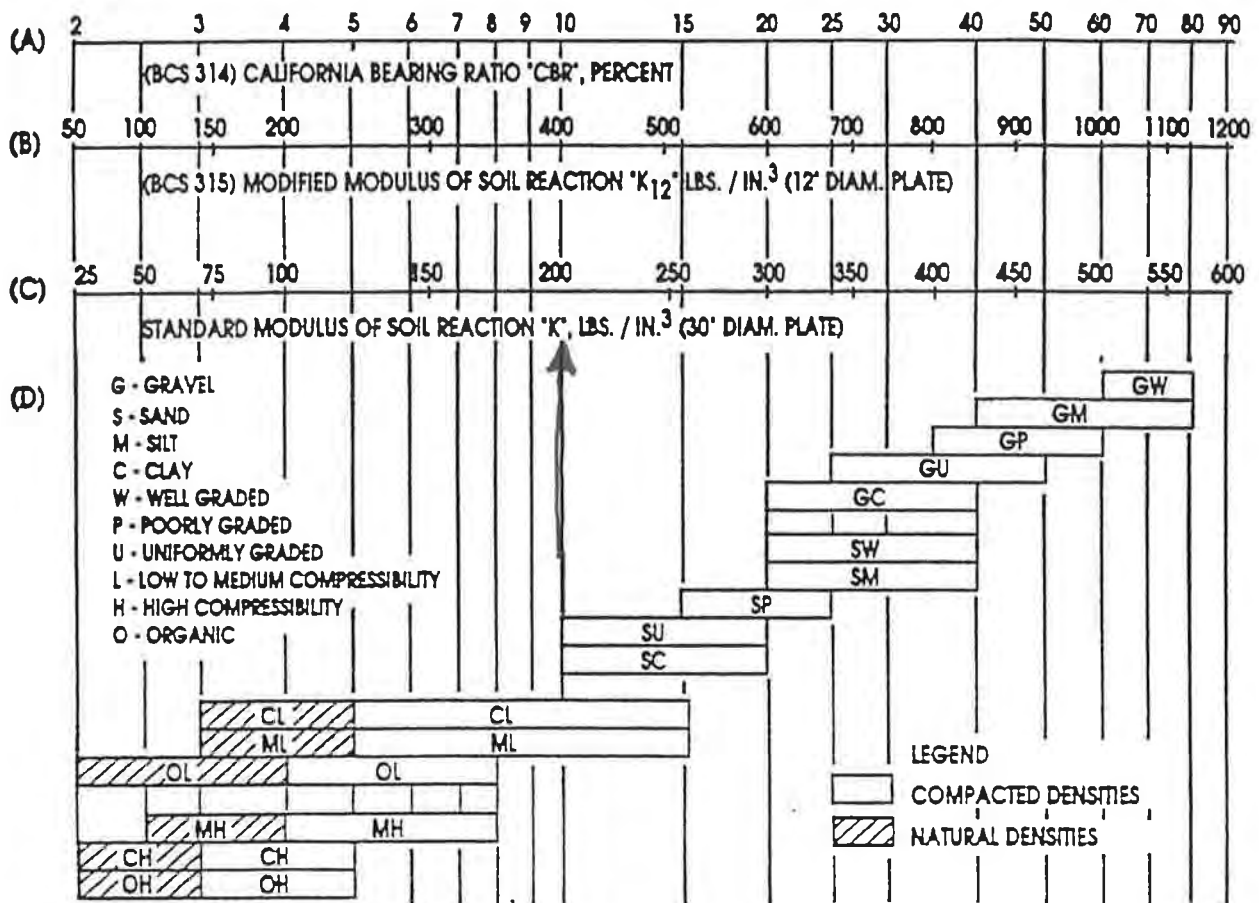 2 3 4 5 6 7 8 9 10 15 20 25 30 40 50 60 70 80 90
(A)
(BCS 314) CALIFORNIA BEARING RATIO "CBR", PERCENT
50 100 150 200 300 400 500 600 700 800 900 1000 1100 1200
(B)
(BCS 315) MODIFIED MODULUS OF SOIL REACTION "K12" LBS. / IN.3 (12" DIAM. PLATE)
25 50 75 100 150 200 250 300 350 400 450 500 550 600
(C)
STANDARD MODULUS OF SOIL REACTION "K", LBS. / IN.3 (30" DIAM. PLATE)
(D)
G - GRAVEL
S - SAND
M - SILT
C - CLAY
W - WELL GRADED
P - POORLY GRADED
U - UNIFORMLY GRADED
L - LOW TO MEDIUM COMPRESSIBILITY
H - HIGH COMPRESSIBILITY
O - ORGANIC
GW
GM
GP
GU
GC
SW
SM
SP
SU
SC
CL CL
ML ML
OL OL
MH MH
CH CH
OH OH
LEGEND
COMPACTED DENSITIES
NATURAL DENSITIES